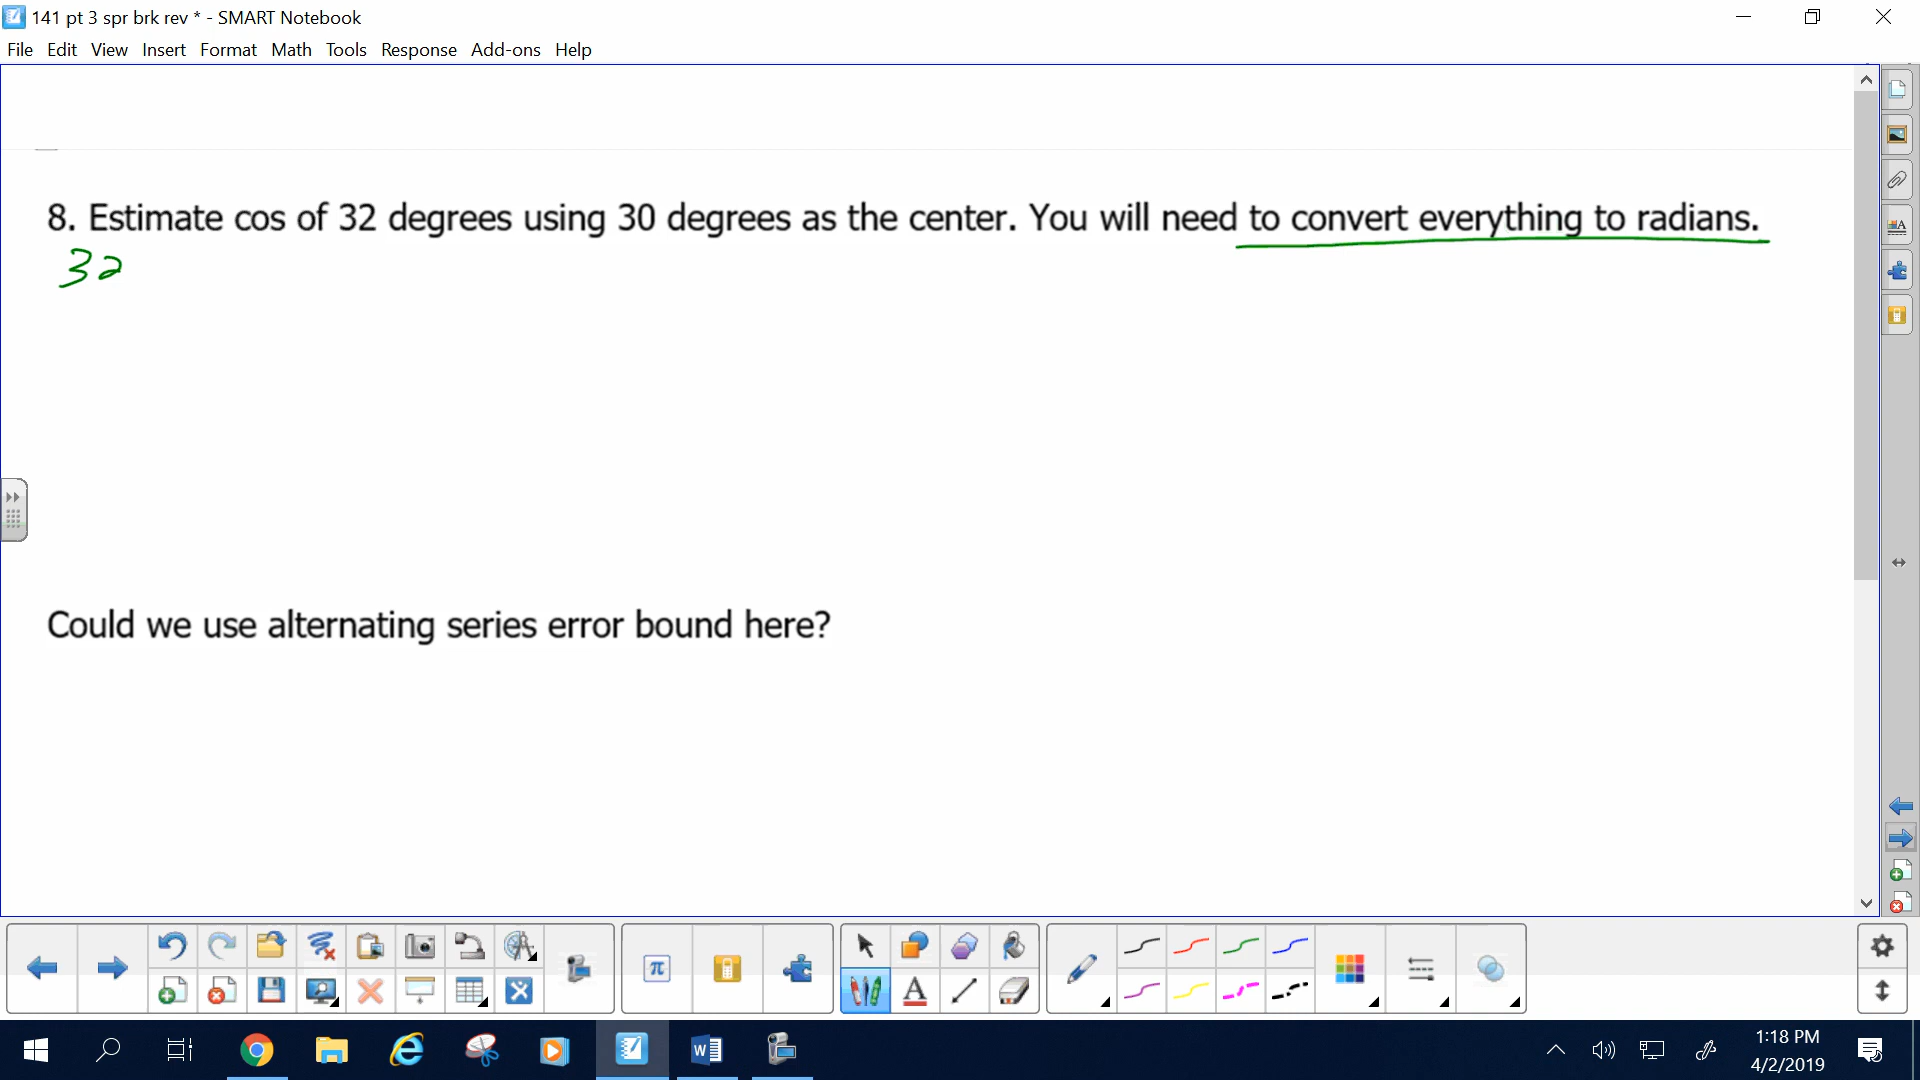 141 pt 3 spr brk rev * - SMART Notebook
File Edit View Insert Format Math Tools Response Add-ons Help
8. Estimate cos of 32 degrees using 30 degrees as the center. You will need to convert everything to radians.
32
Could we use alternating series error bound here?
π
A
1:18 PM
4/2/2019